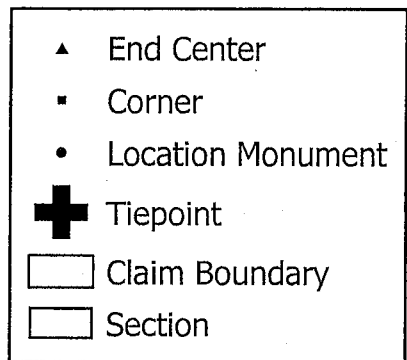 End Center
Corner
Location Monument
Tiepoint
Claim Boundary
Section